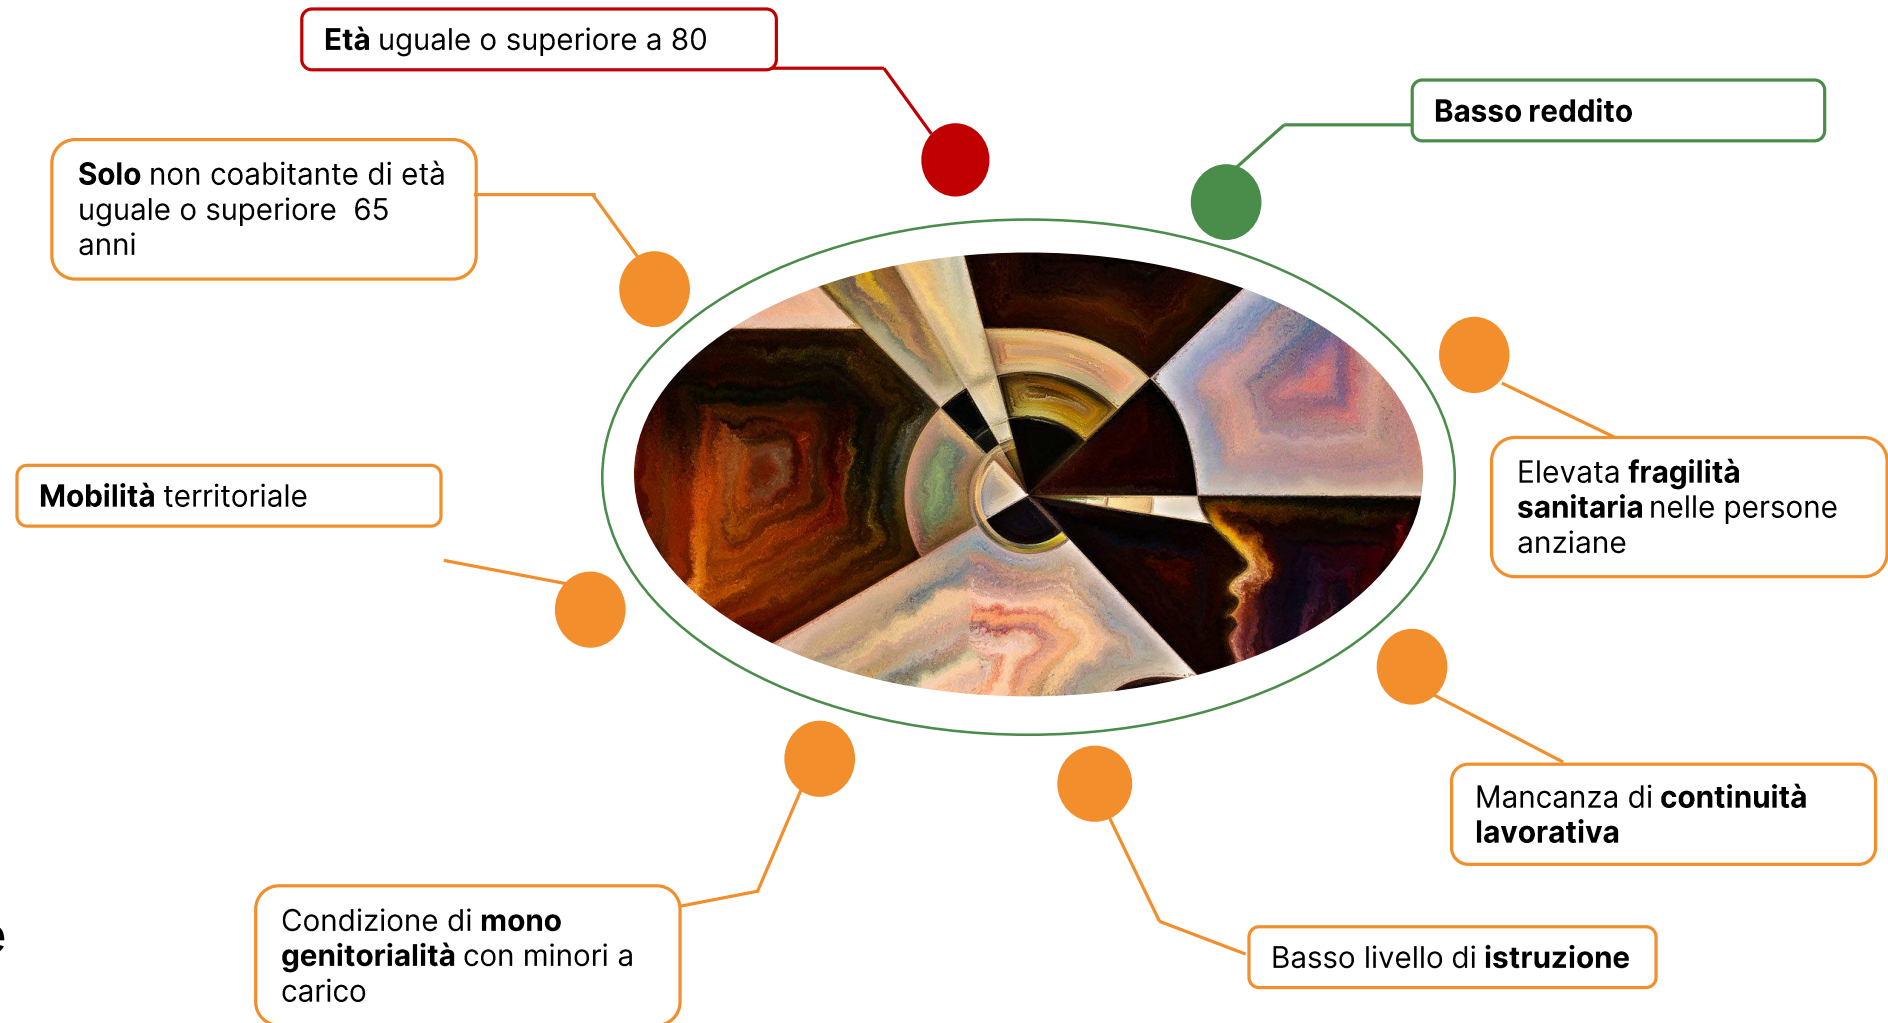 Età uguale o superiore a 80
Basso reddito
Solo non coabitante di età
uguale o superiore  65
anni
Elevata fragilità
sanitaria nelle persone
anziane
Mobilità territoriale
Mancanza di continuità
lavorativa
Condizione di mono
genitorialità con minori a
carico
Basso livello di istruzione